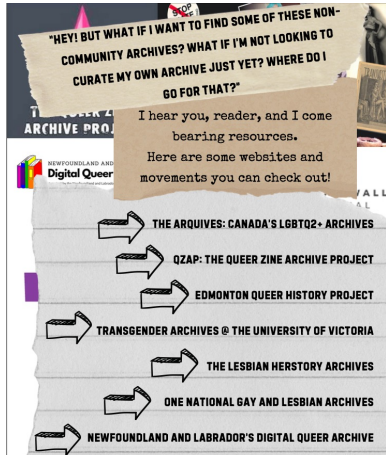 STOP
"HEY! BUT WHAT IF I WANT TO FIND SOME OF THESE NON-
COMMUNITY ARCHIVES? WHAT IF I'M NOT LOOKING TO
CURATE MY OWN ARCHIVE JUST YET? WHERE DO I
GO FOR THAT?"
THE QUEER
ARCHIVE
I hear you, reader, and I come
bearing resources.
Here are some websites and
movements you can check out!
NEWFOUNDLAND AND
Digital Queer
THE ARQUIVES: CANADA'S LGBTQ2+ ARCHIVES
QZAP: THE QUEER ZINE ARCHIVE PROJECT
EDMONTON QUEER HISTORY PROJECT
TRANSGENDER ARCHIVES @ THE UNIVERSITY OF VICTORIA
THE LESBIAN HERSTORY ARCHIVES
ONE NATIONAL GAY AND LESBIAN ARCHIVES
NEWFOUNDLAND AND LABRADOR'S DIGITAL QUEER ARCHIVE